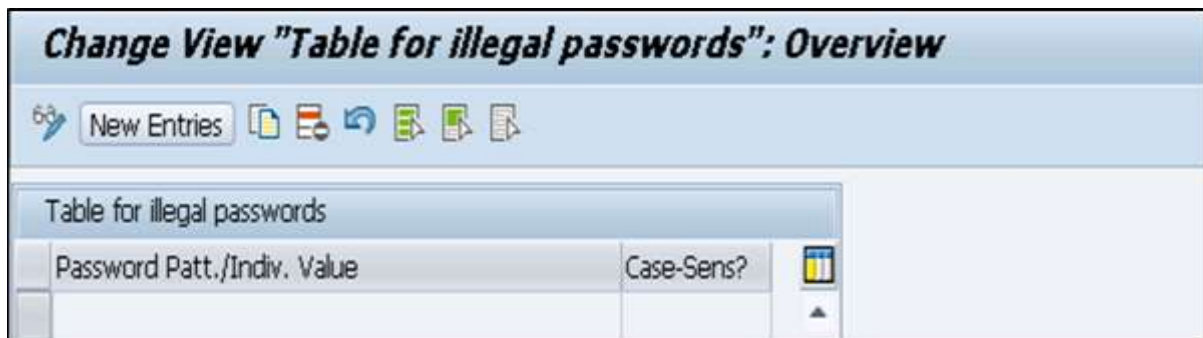 Change View "Table for illegal passwords": Overview
New Entries
Table for illegal passwords
Password Patt./Indiv. Value Case-Sens?